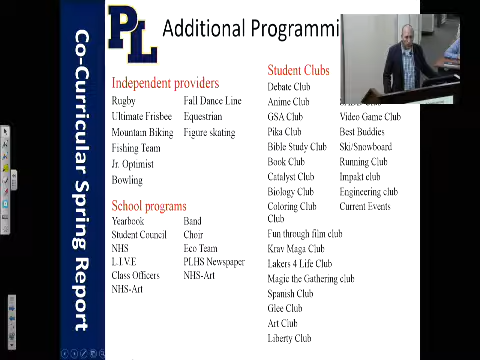 Co-Curricular Spring Report
PL
Additional Programmi
Independent providers
Rugby
Ultimate Frisbee
Mountain Biking
Fishing Team
Jr. Optimist
Bowling
Fall Dance Line
Equestrian
Figure skating
School programs
Yearbook
Student Council
NHS
L.I.V.E
Class Officers
NHS-Art
Band
Choir
Eco Team
PLHS Newspaper
NHS-Art
Student Clubs
Debate Club
Anime Club
GSA Club
Pika Club
Bible Study Club
Book Club
Catalyst Club
Biology Club
Coloring Club
Club
Fun through film club
Krav Maga Club
Lakers 4 Life Club
Magic the Gathering club
Spanish Club
Glee Club
Art Club
Liberty Club
Video Game Club
Best Buddies
Ski/Snowboard
Running Club
Impakt club
Engineering club
Current Events